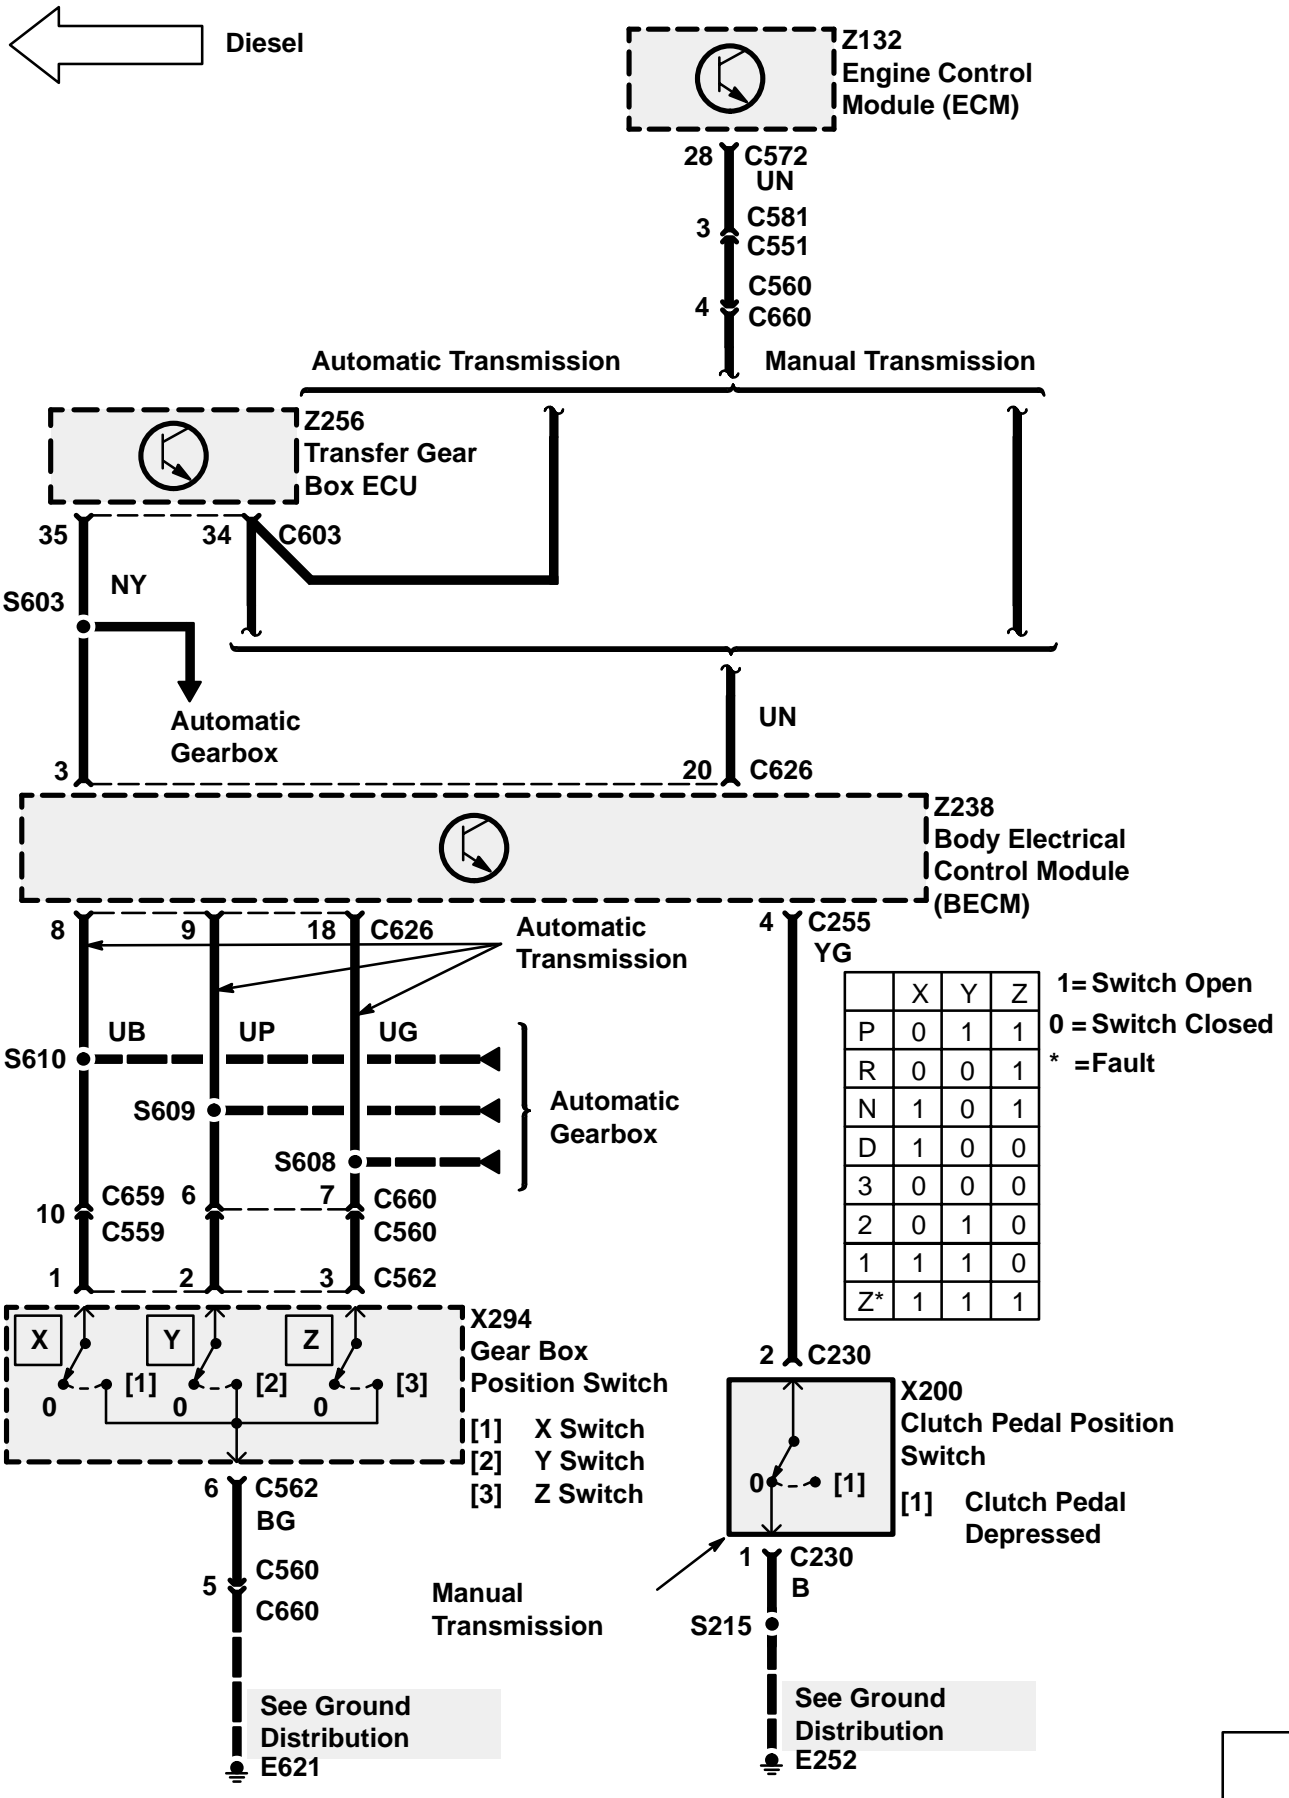 Diesel
Z132
Engine Control
Module (ECM)
28 C572
UN
3 C581
C551
C560
4 C660
Automatic Transmission Manual Transmission
Z256
Transfer Gear
Box ECU
35 34 C603
NY
S603
Automatic
Gearbox
UN
3 20 C626
Z238
Body Electrical
Control Module
(BECM)
8 9 18 C626
Automatic
Transmission
4 C255
YG
X Y Z
P 0 1 1
R 0 0 1
N 1 0 1
D 1 0 0
3 0 0 0
2 0 1 0
1 1 1 0
Z* 1 1 1
1= Switch Open
0 = Switch Closed
* =Fault
UB UP UG
S610
S609
S608
Automatic
Gearbox
10 C659 6 7 C660
C559 C560
1 2 3 C562
X Y Z
[1] [2] [3]
0 0 0
X294
Gear Box
Position Switch
[1] X Switch
[2] Y Switch
[3] Z Switch
6 C562
BG
C560
5
C660
See Ground
Distribution
E621
2 C230
X200
Clutch Pedal Position
Switch
0 [1]
[1] Clutch Pedal
Depressed
1 C230
B
Manual
Transmission
S215
See Ground
Distribution
E252